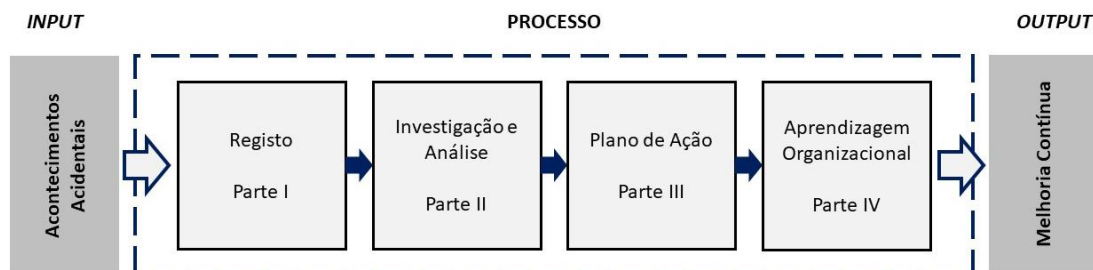 INPUT
PROCESSO
OUTPUT
Acontecimentos
Acidentais
Registo
Parte I
Investigação e
Análise
Parte II
Plano de Ação
Parte III
Aprendizagem
Organizacional
Parte IV
Melhoria Contínua